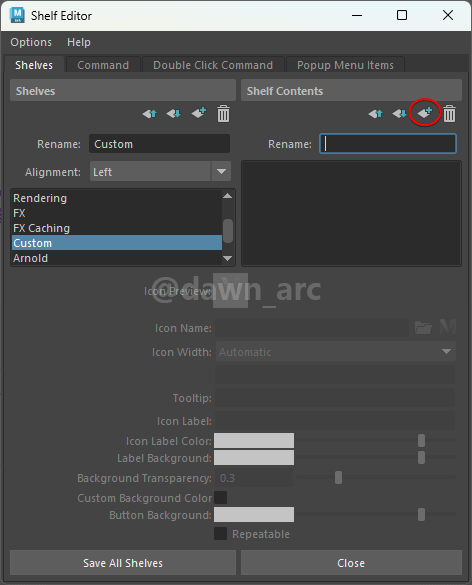 Shelf Editor
Options Help
Shelves Command Double Click Command Popup Menu Items
Shelves Shelf Contents
Rename: Custom Rename:
Alignment: Left
Rendering
FX
FX Caching
Custom
Arnold
Icon Preview:
@dawn_arc
Icon Name:
Icon Width: Automatic
Tooltip:
Icon Label:
Icon Label Color:
Label Background:
Background Transparency: 0.3
Custom Background Color
Button Background:
Repeatable
Save All Shelves Close